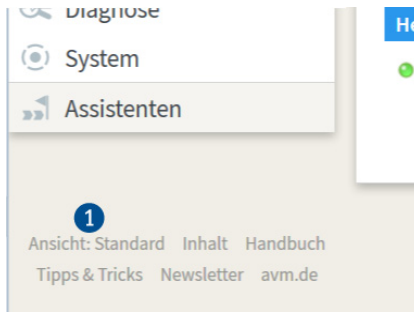 Diagnose
He
System
Assistenten
1
Ansicht: Standard Inhalt Handbuch
Tipps & Tricks Newsletter avm.de